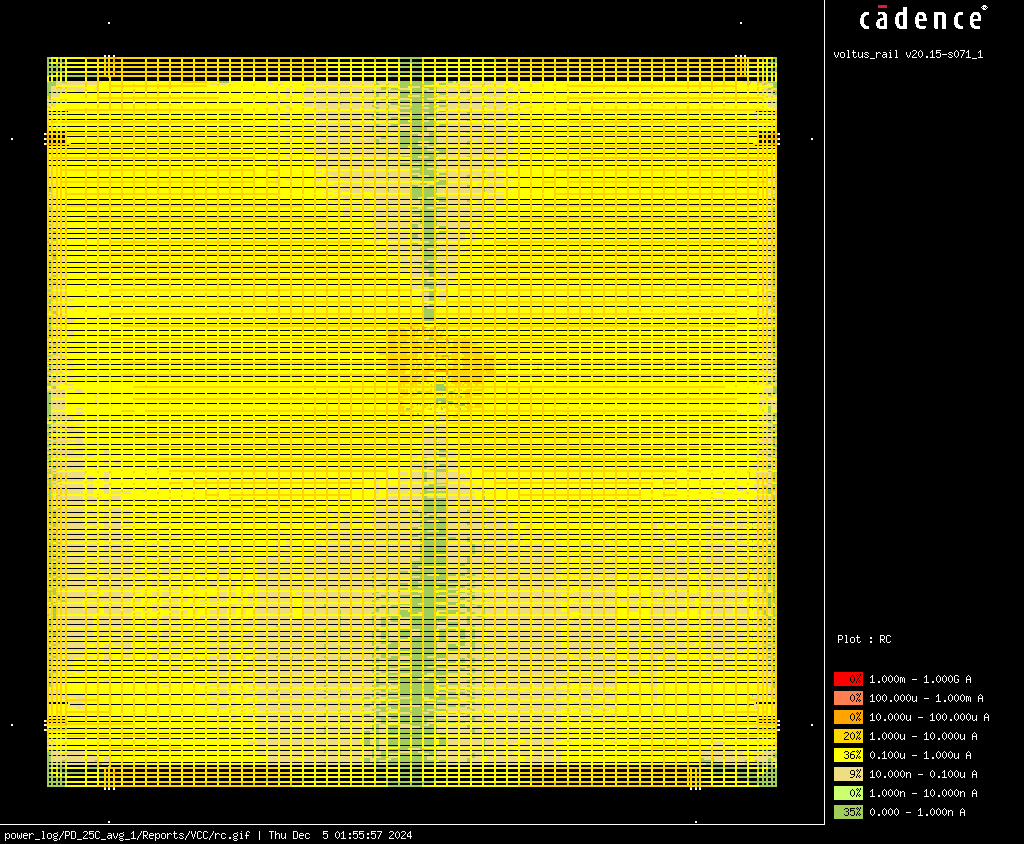 cādence®
voltus_rail v20.15-s071_1
Plot : RC
0% 1.000m - 1.000G A
0% 100.000u - 1.000m A
0% 10.000u - 100.000u A
20% 1.000u - 10.000u A
36% 0.100u - 1.000u A
9% 10.000n - 0.100u A
0% 1.000n - 10.000n A
35% 0.000 - 1.000n A
power_log/PD_25C_avg_1/Reports/VCC/rc.gif | Thu Dec  5 01:55:57 2024